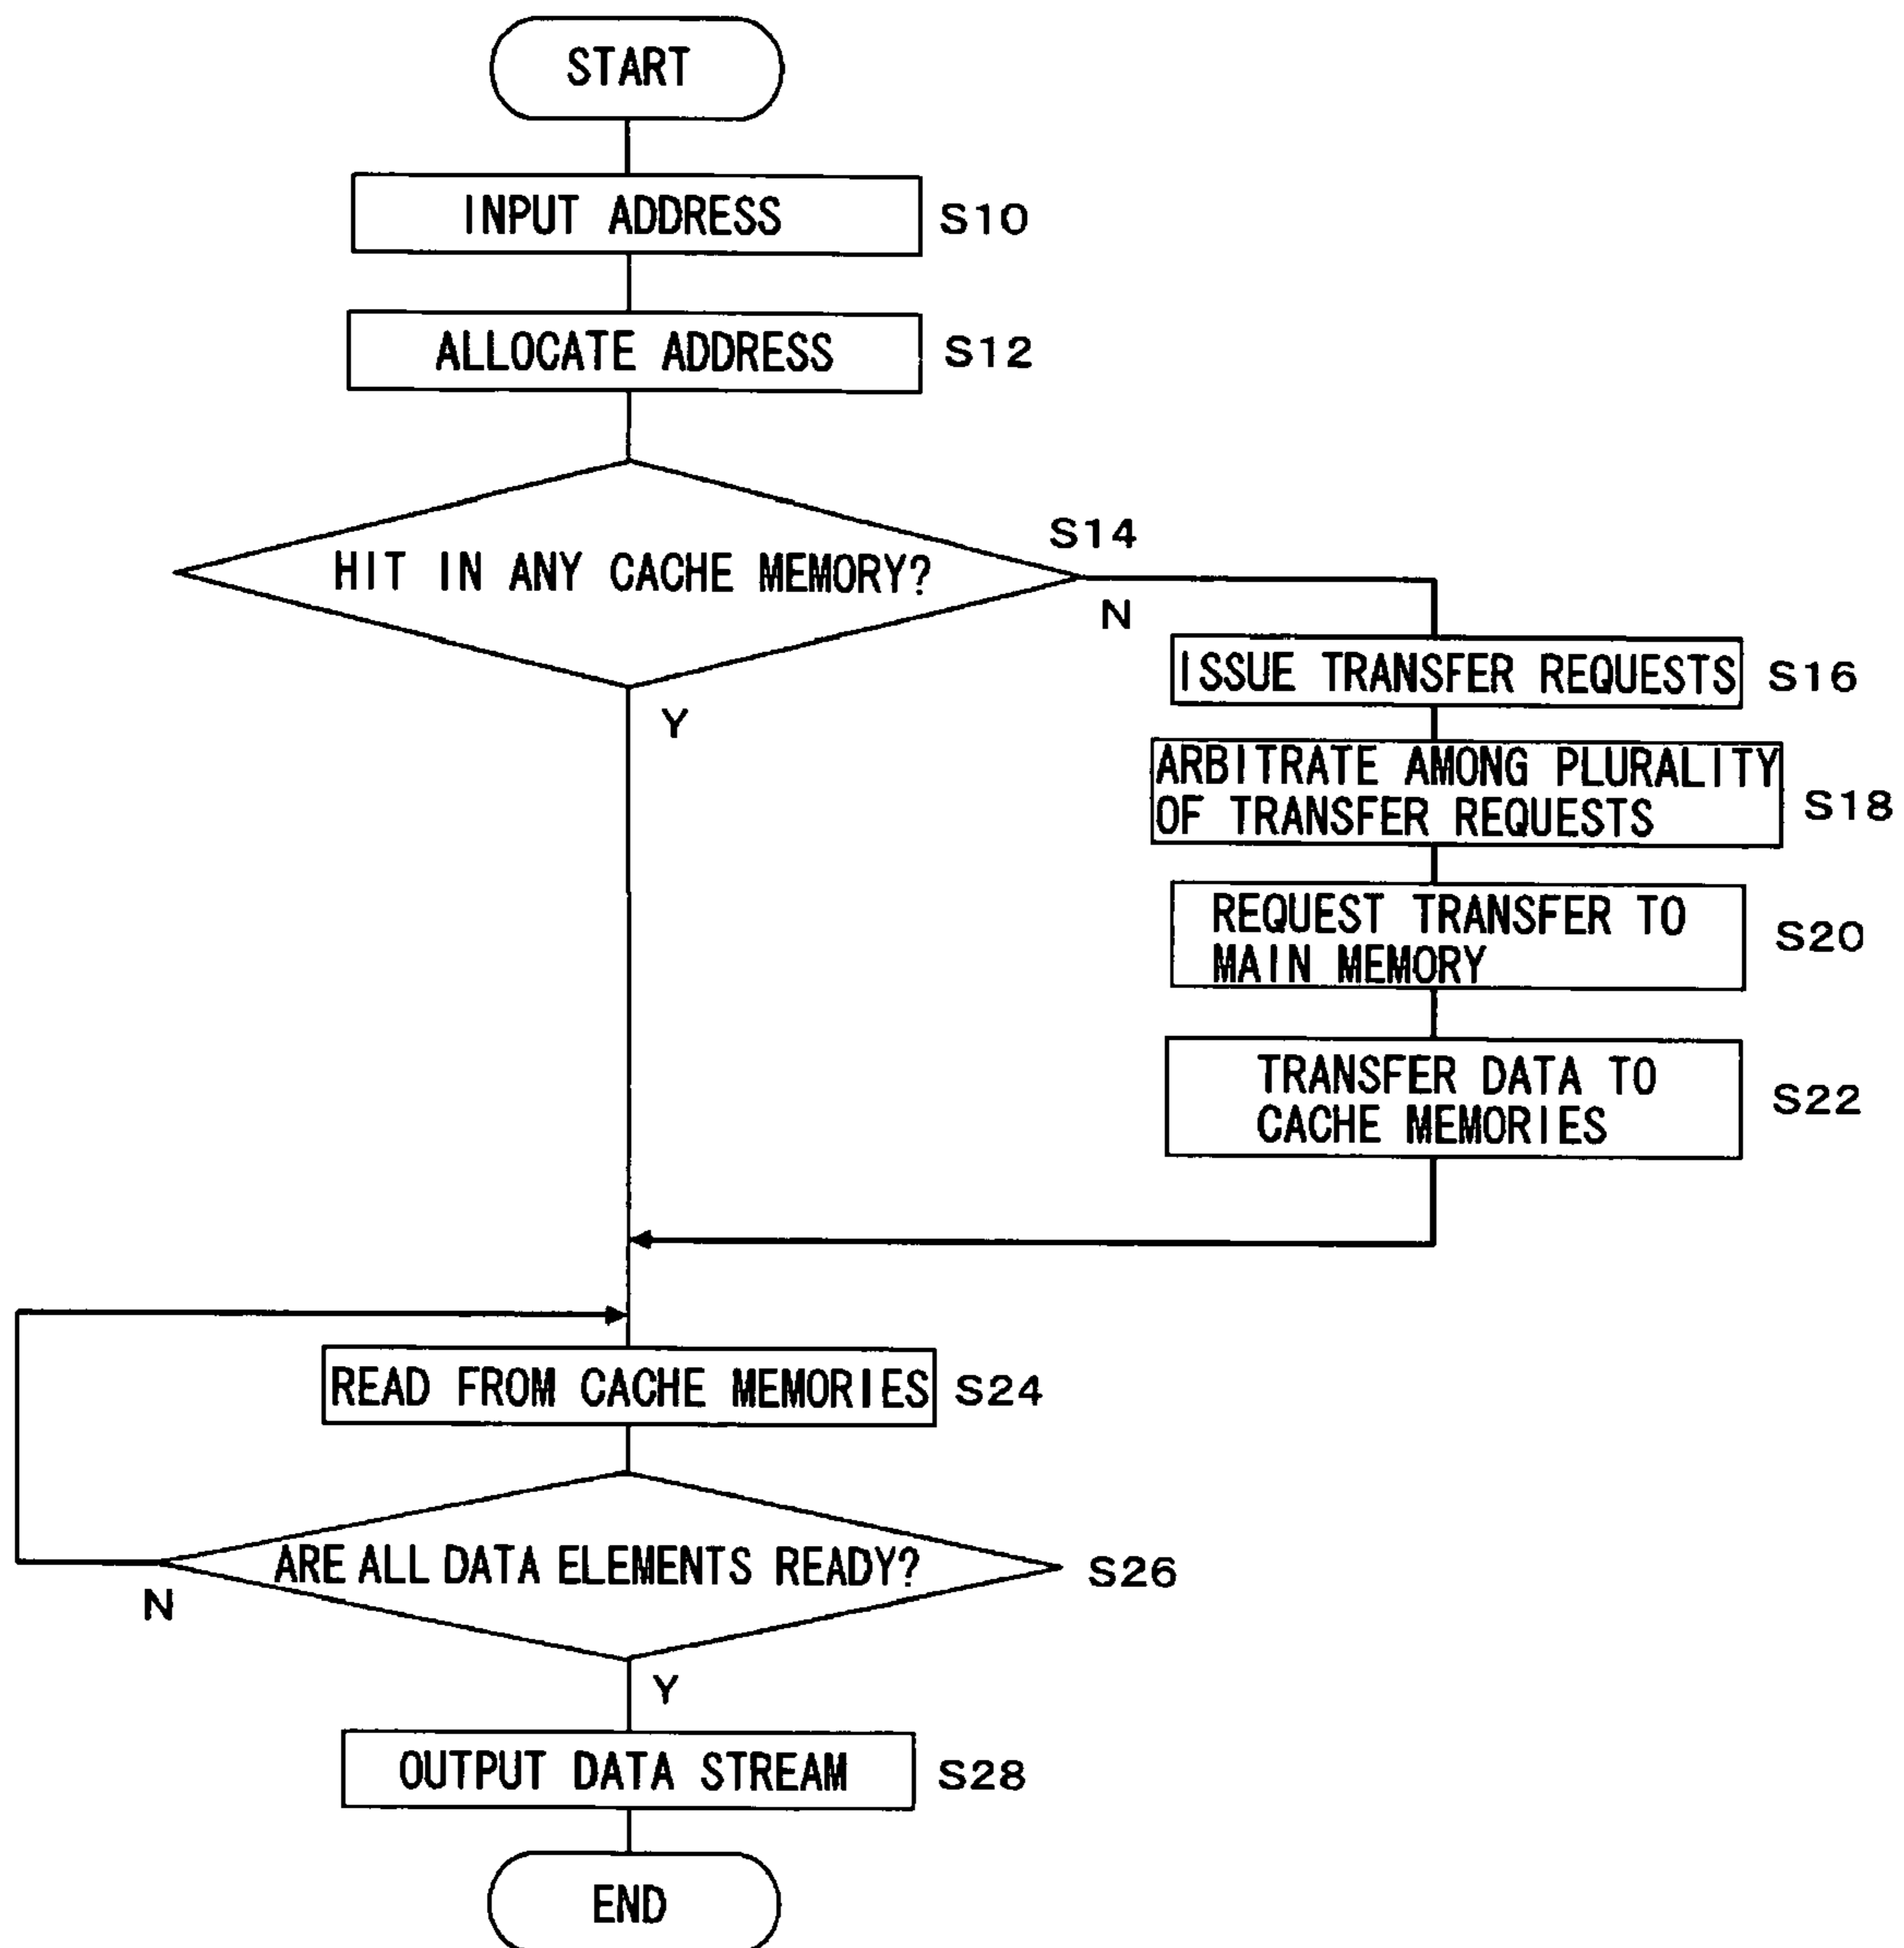 START
INPUT ADDRESS S10
ALLOCATE ADDRESS S12
HIT IN ANY CACHE MEMORY? S14
N
Y
ISSUE TRANSFER REQUESTS S16
ARBITRATE AMONG PLURALITY
OF TRANSFER REQUESTS S18
REQUEST TRANSFER TO
MAIN MEMORY S20
TRANSFER DATA TO
CACHE MEMORIES S22
READ FROM CACHE MEMORIES S24
ARE ALL DATA ELEMENTS READY? S26
N
Y
OUTPUT DATA STREAM S28
END